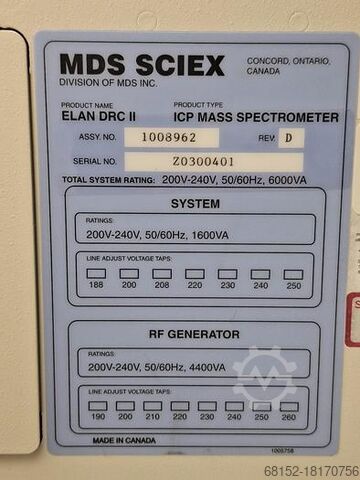 MDS SCIEX
DIVISION OF MDS INC.
CONCORD, ONTARIO,
CANADA
PRODUCT NAME
PRODUCT TYPE
ELAN DRC II
ICP MASS SPECTROMETER
ASSY. NO. 1008962 REV. D
SERIAL NO. Z0300401
TOTAL SYSTEM RATING: 200V-240V, 50/60Hz, 6000VA
SYSTEM
RATINGS:
200V-240V, 50/60Hz, 1600VA
LINE ADJUST VOLTAGE TAPS:
188 200 208 220 230 240 250
RF GENERATOR
RATINGS:
200V-240V, 50/60Hz, 4400VA
LINE ADJUST VOLTAGE TAPS:
190 200 210 220 230 240 250 260
MADE IN CANADA
1005758
68152-18170756